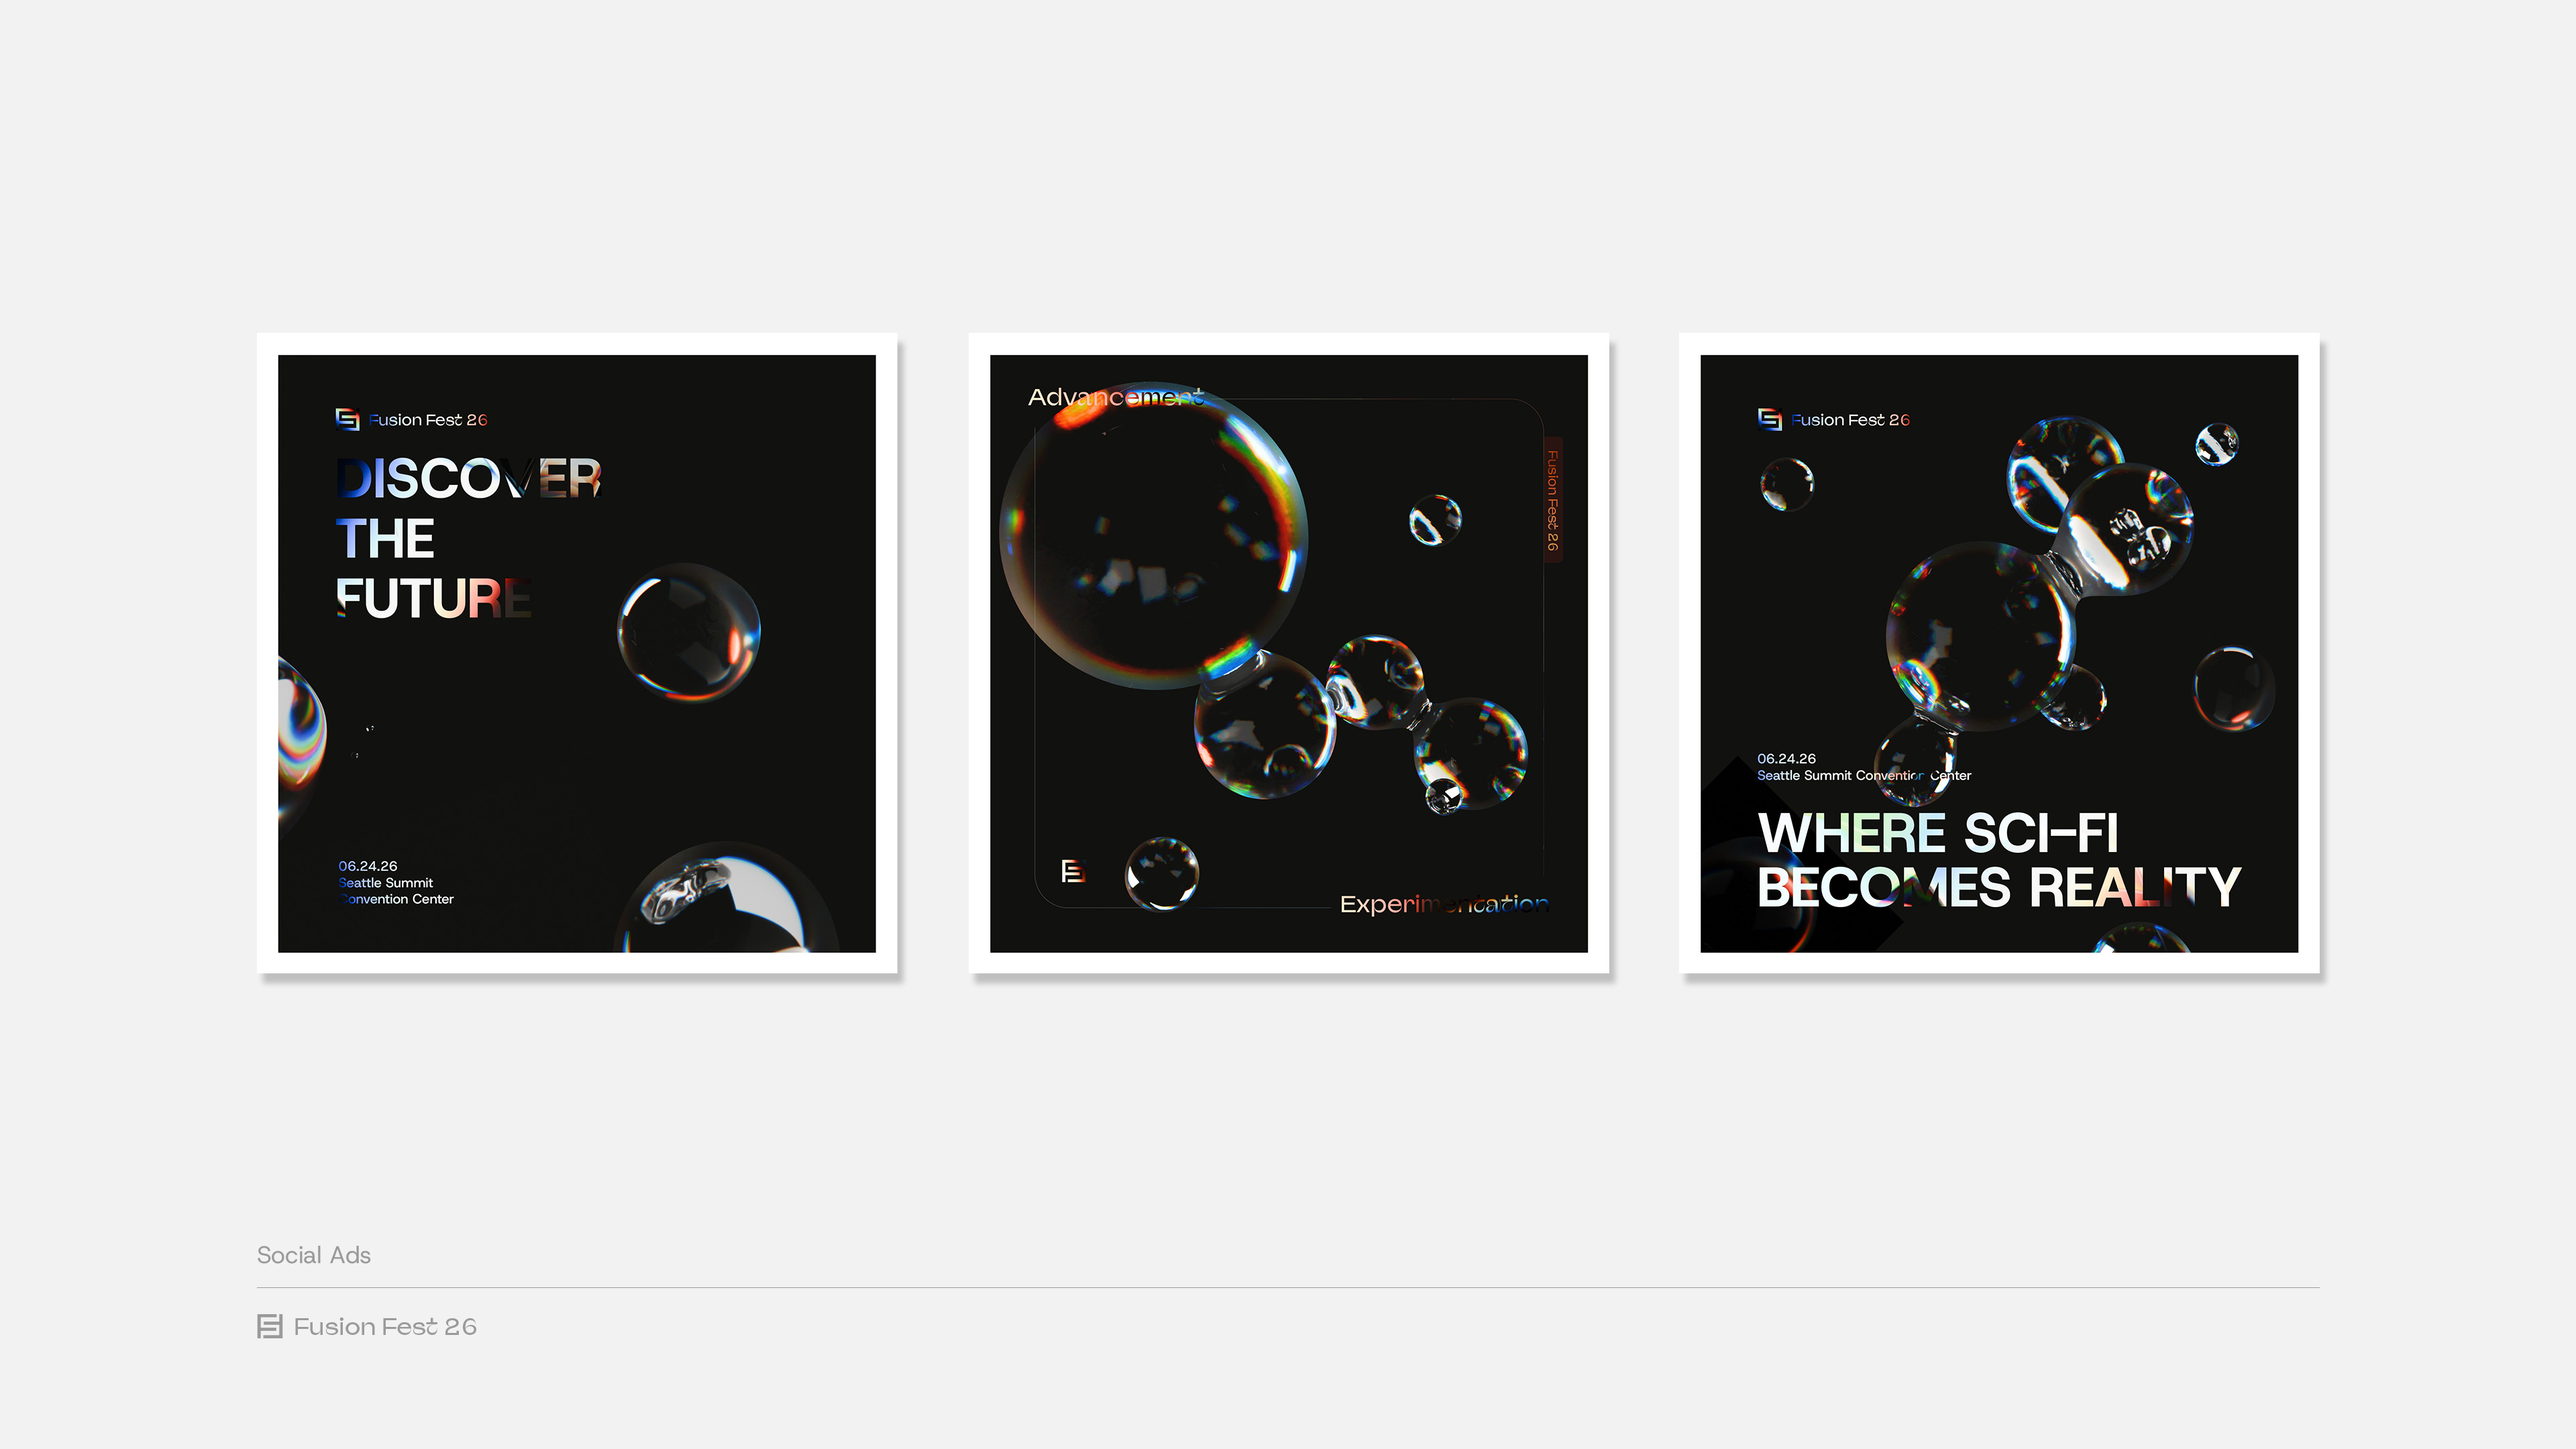 Fusion Fest 26
DISCOVER
THE
FUTURE
06.24.26
Seattle Summit
Convention Center
Advancement
Fusion Fest 26
Experimentation
Fusion Fest 26
06.24.26
Seattle Summit Convention Center
WHERE SCI–FI
BECOMES REALITY
Social Ads
Fusion Fest 26